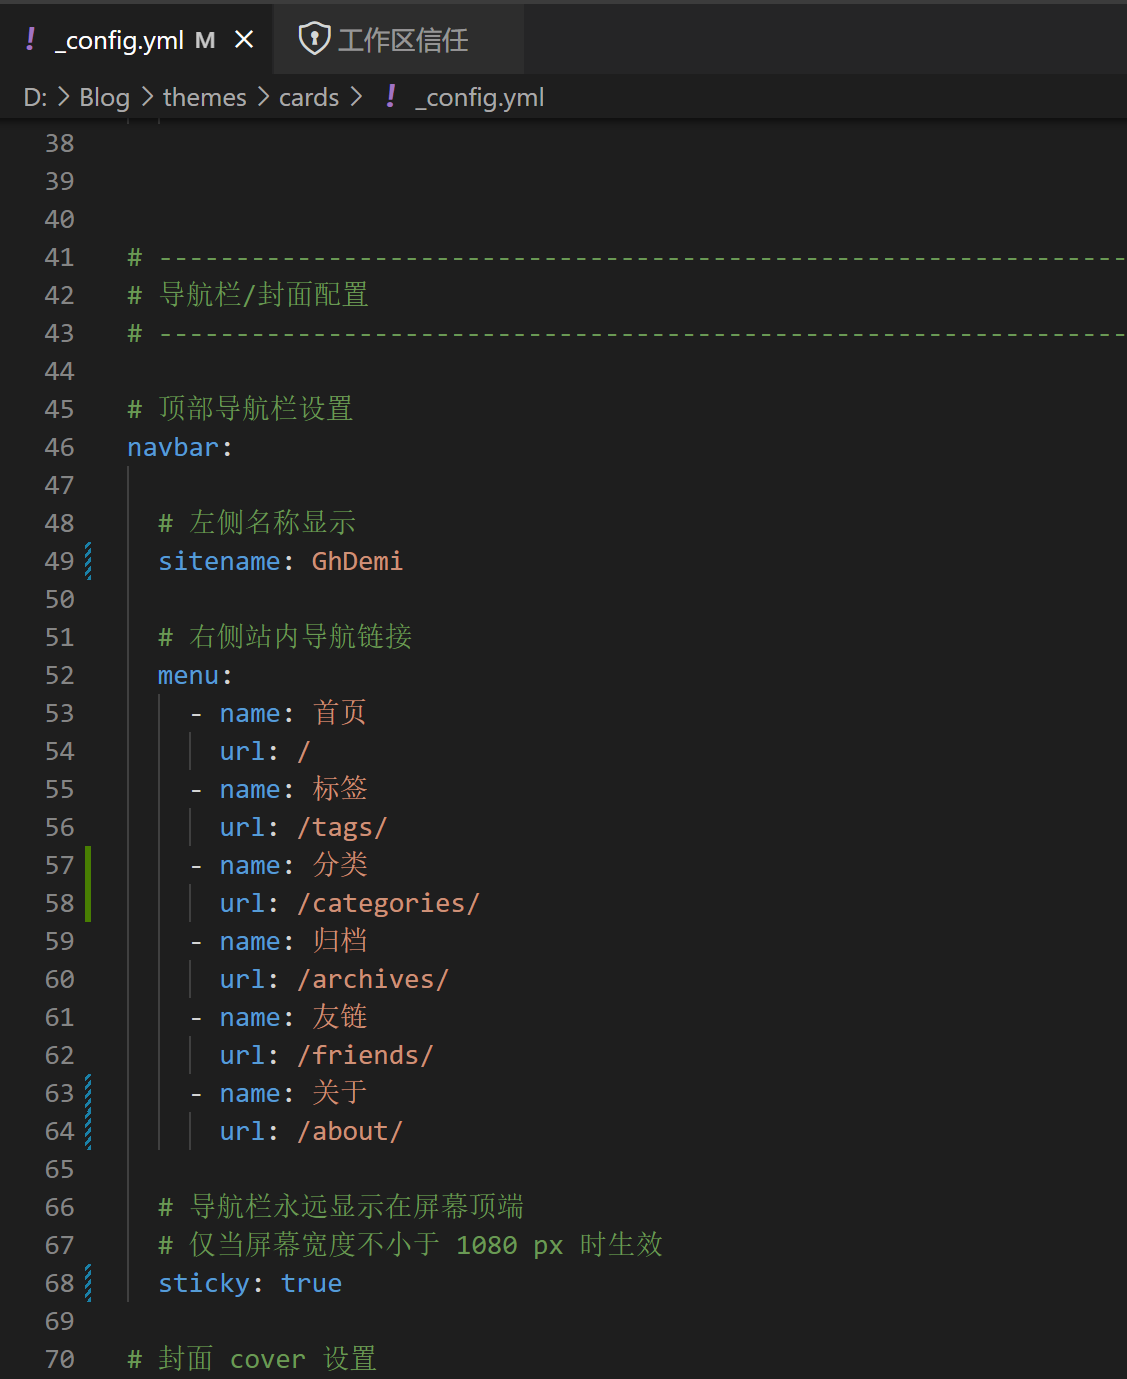 ! _config.yml M ×
工作区信任
D: > Blog > themes > cards > ! _config.yml
38
39
40
41 # ---------------------------------------------------------------
42 # 导航栏/封面配置
43 # ---------------------------------------------------------------
44
45 # 顶部导航栏设置
46 navbar:
47
48 # 左侧名称显示
49 sitename: GhDemi
50
51 # 右侧站内导航链接
52 menu:
53 - name: 首页
54 url: /
55 - name: 标签
56 url: /tags/
57 - name: 分类
58 url: /categories/
59 - name: 归档
60 url: /archives/
61 - name: 友链
62 url: /friends/
63 - name: 关于
64 url: /about/
65
66 # 导航栏永远显示在屏幕顶端
67 # 仅当屏幕宽度不小于 1080 px 时生效
68 sticky: true
69
70 # 封面 cover 设置